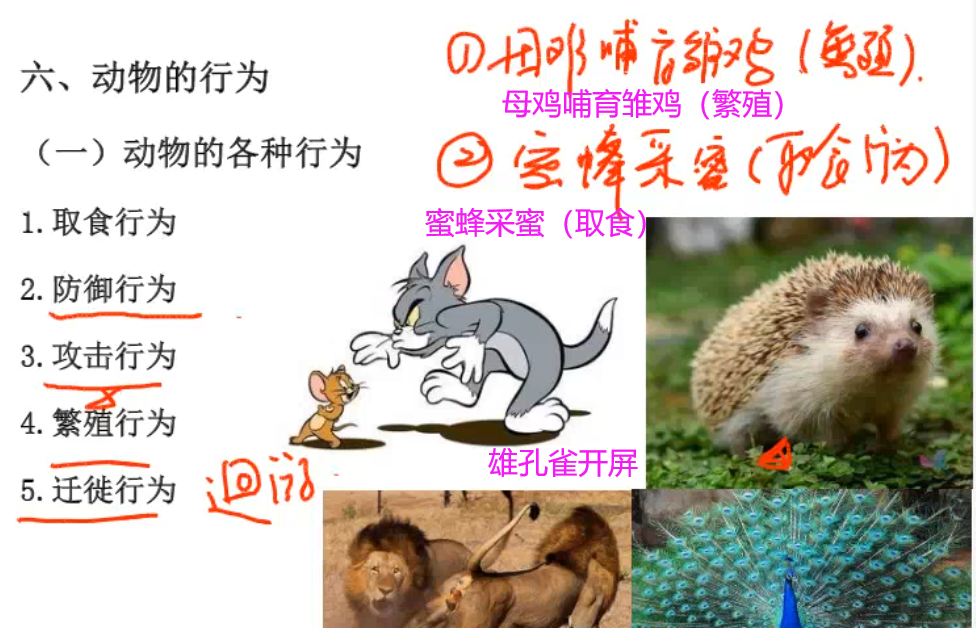 六、动物的行为
（一）动物的各种行为
1.取食行为
2.防御行为
3.攻击行为
4.繁殖行为
5.迁徙行为
回游
①母鸡哺育雏鸡（繁殖）.
母鸡哺育雏鸡（繁殖）
②蜜蜂采蜜（取食行为）
蜜蜂采蜜（取食）
雄孔雀开屏